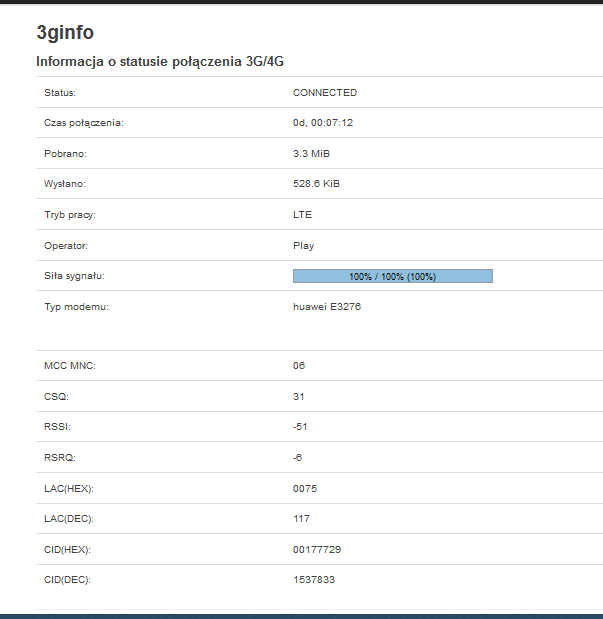 3ginfo
Informacja o statusie połączenia 3G/4G
Status: CONNECTED
Czas połączenia: 0d, 00:07:12
Pobrano: 3.3 MiB
Wysłano: 528.6 KiB
Tryb pracy: LTE
Operator: Play
Siła sygnału: 100% / 100% (100%)
Typ modemu: huawei E3276
MCC MNC: 06
CSQ: 31
RSSI: -51
RSRQ: -6
LAC(HEX): 0075
LAC(DEC): 117
CID(HEX): 00177729
CID(DEC): 1537833